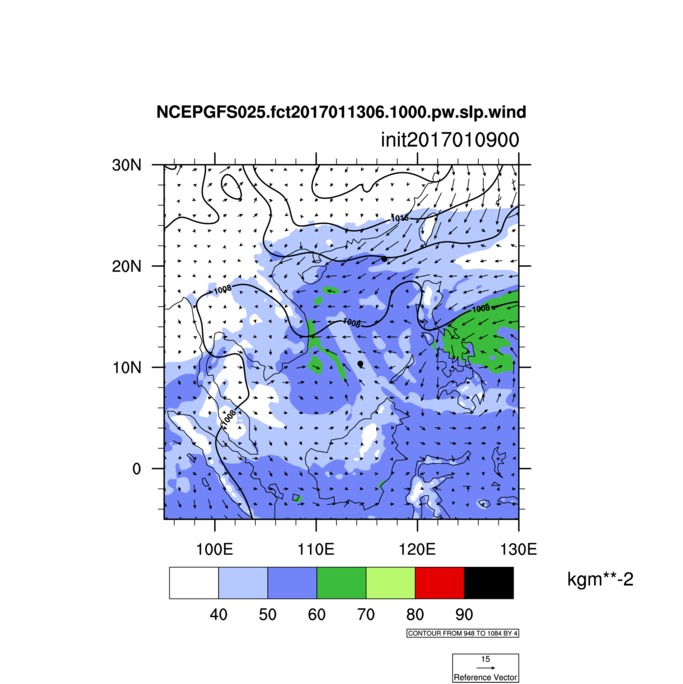 NCEPGFS025.fct2017011306.1000.pw.slp.wind
init2017010900
30N
1016
20N
1008
1008
1008
10N
1008
0
100E 110E 120E 130E
kgm**-2
40 50 60 70 80 90
CONTOUR FROM 948 TO 1084 BY 4
15
Reference Vector